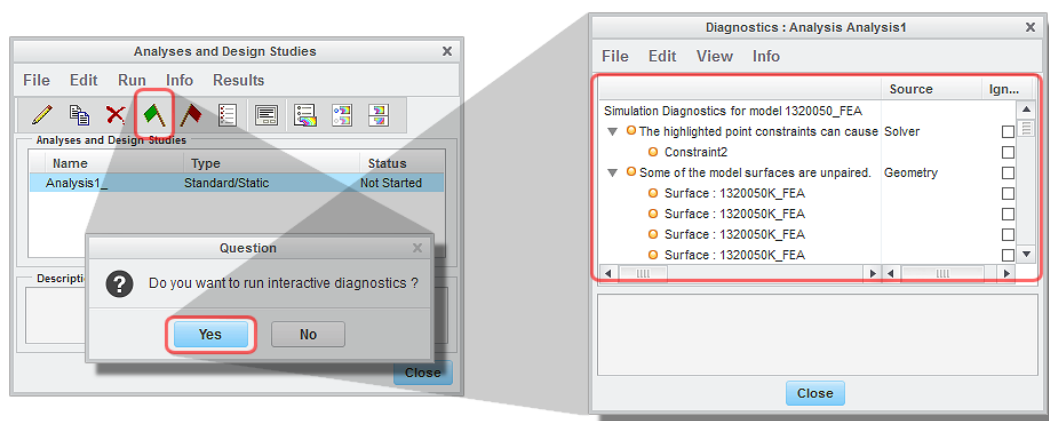 Analyses and Design Studies
File Edit Run Info Results
Analyses and Design Studies
Name Type Status
Analysis1_ Standard/Static Not Started
Question
Do you want to run interactive diagnostics ?
Yes No
Close
Diagnostics : Analysis Analysis1
File Edit View Info
Source Ign...
Simulation Diagnostics for model 1320050_FEA
The highlighted point constraints can cause Solver
Constraint2
Some of the model surfaces are unpaired. Geometry
Surface : 1320050K_FEA
Surface : 1320050K_FEA
Surface : 1320050K_FEA
Surface : 1320050K_FEA
Close